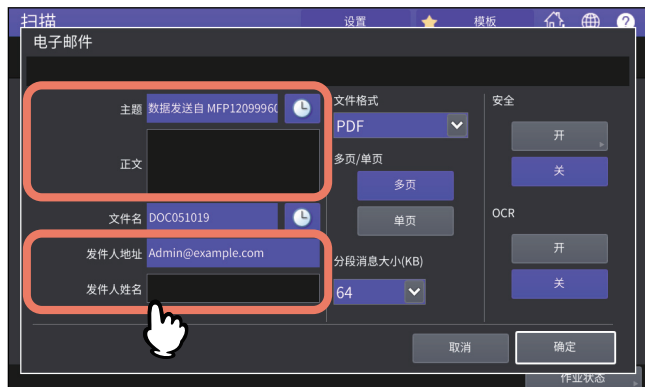 扫描
设置
模板
?
电子邮件
主题
数据发送自 MFP1209996
正文
文件名
DOC051019
发件人地址
Admin@example.com
发件人姓名
文件格式
PDF
多页/单页
多页
单页
分段消息大小(KB)
64
安全
开
关
OCR
开
关
取消
确定
作业状态